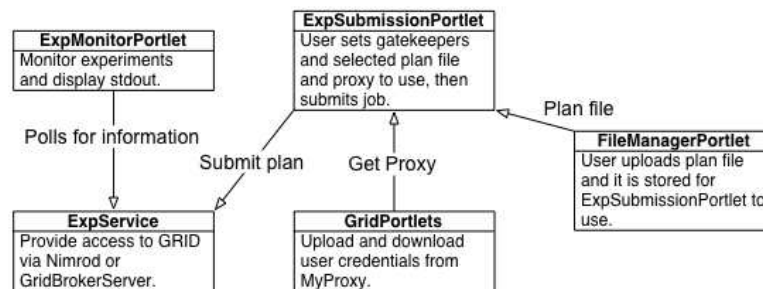 ExpSubmissionPortlet
User sets gatekeepers
and selected plan file
and proxy to use, then
submits job.
ExpMonitorPortlet
Monitor experiments
and display stdout.
Plan file
Polls for information
Submit plan
Get Proxy
FileManagerPortlet
User uploads plan file
and it is stored for
ExpSubmissionPortlet to
use.
ExpService
Provide access to GRID
via Nimrod or
GridBrokerServer.
GridPortlets
Upload and download
user credentials from
MyProxy.